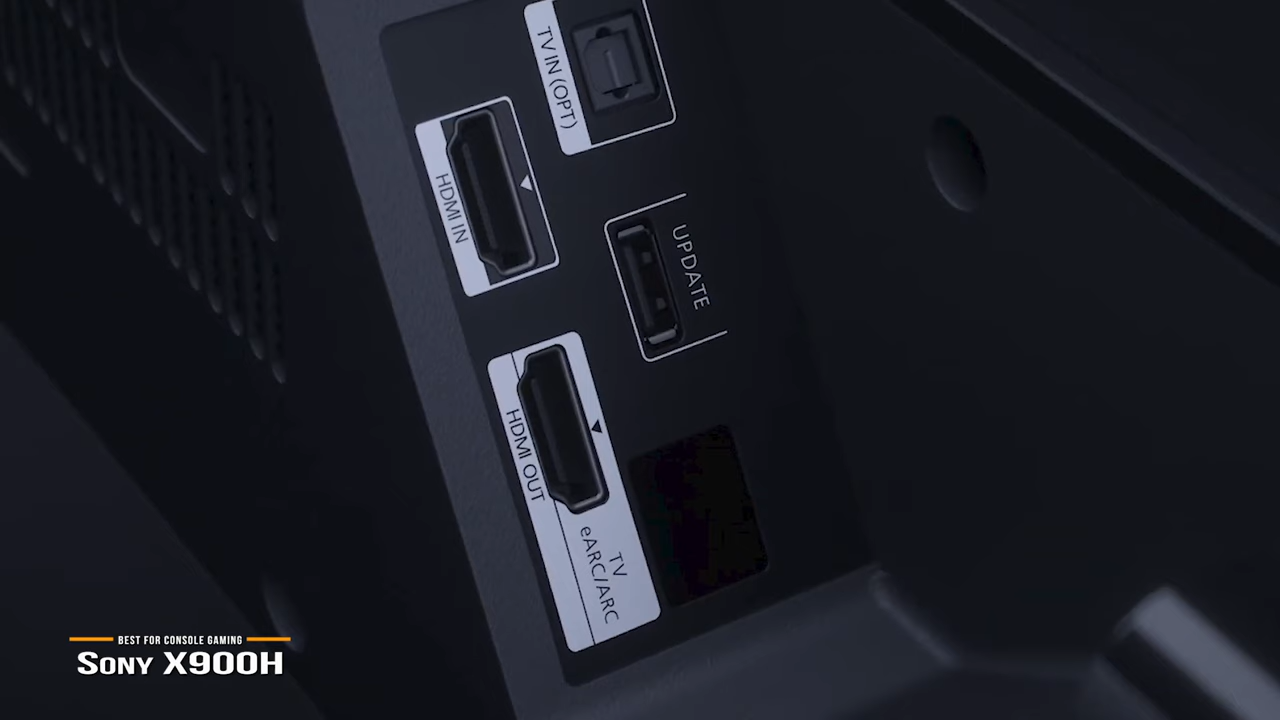 TV IN (OPT)
HDMI IN
UPDATE
HDMI OUT
TV
eARC/ARC
BEST FOR CONSOLE GAMING
SONY X900H